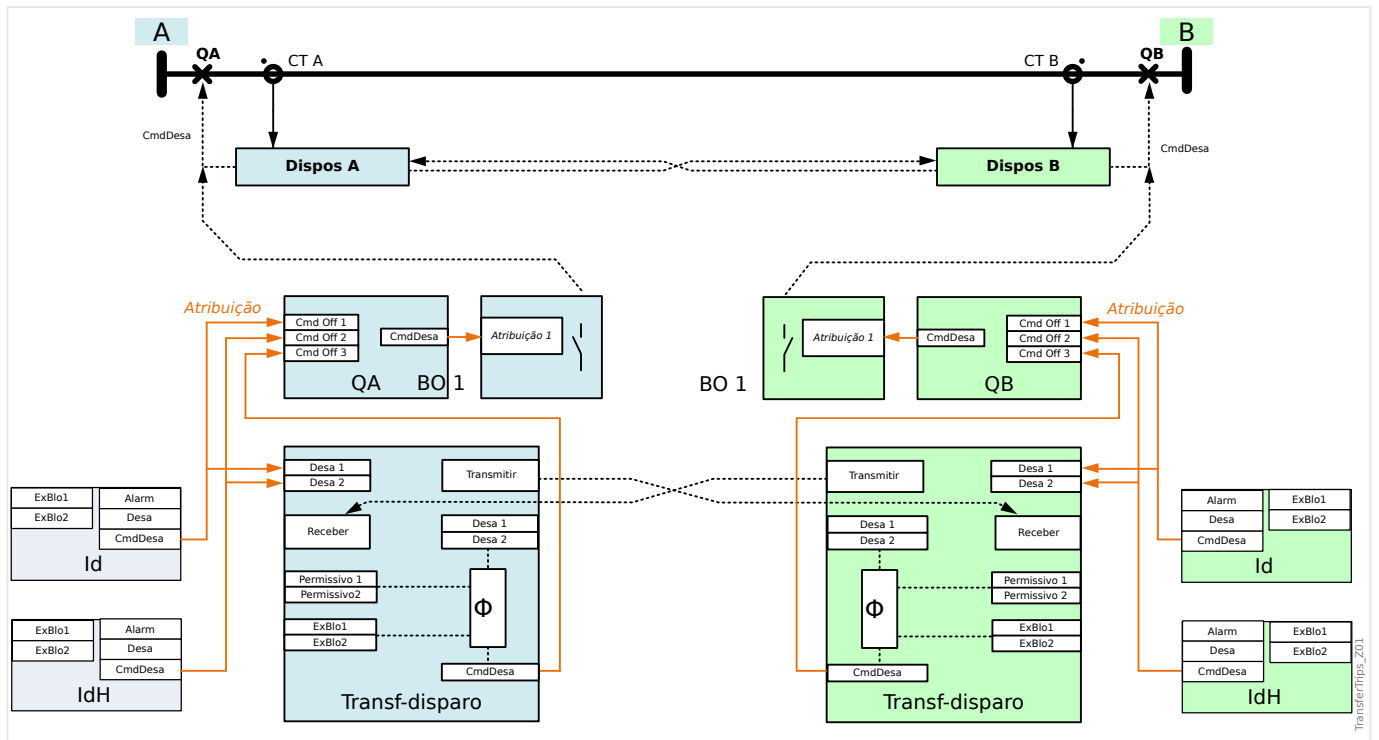 A
B
QA
CT A
CT B
QB
CmdDesa
CmdDesa
Dispos A
Dispos B
Atribuição
Cmd Off 1
Cmd Off 2
Cmd Off 3
CmdDesa
QA
BO 1
Atribuição 1
BO 1
Atribuição 1
CmdDesa
Cmd Off 1
Cmd Off 2
Cmd Off 3
QB
Atribuição
Desa 1
Desa 2
Transmitir
Receber
Desa 1
Desa 2
Permissivo 1
Permissivo2
Φ
ExBlo1
ExBlo2
CmdDesa
Transf-disparo
Transmitir
Desa 1
Desa 2
Desa 1
Desa 2
Receber
Φ
Permissivo 1
Permissivo 2
ExBlo1
ExBlo2
CmdDesa
Transf-disparo
ExBlo1
ExBlo2
Alarm
Desa
CmdDesa
Id
ExBlo1
ExBlo2
Alarm
Desa
CmdDesa
IdH
Alarm
Desa
CmdDesa
ExBlo1
ExBlo2
Id
Alarm
Desa
CmdDesa
ExBlo1
ExBlo2
IdH
TransferTrips_Z01